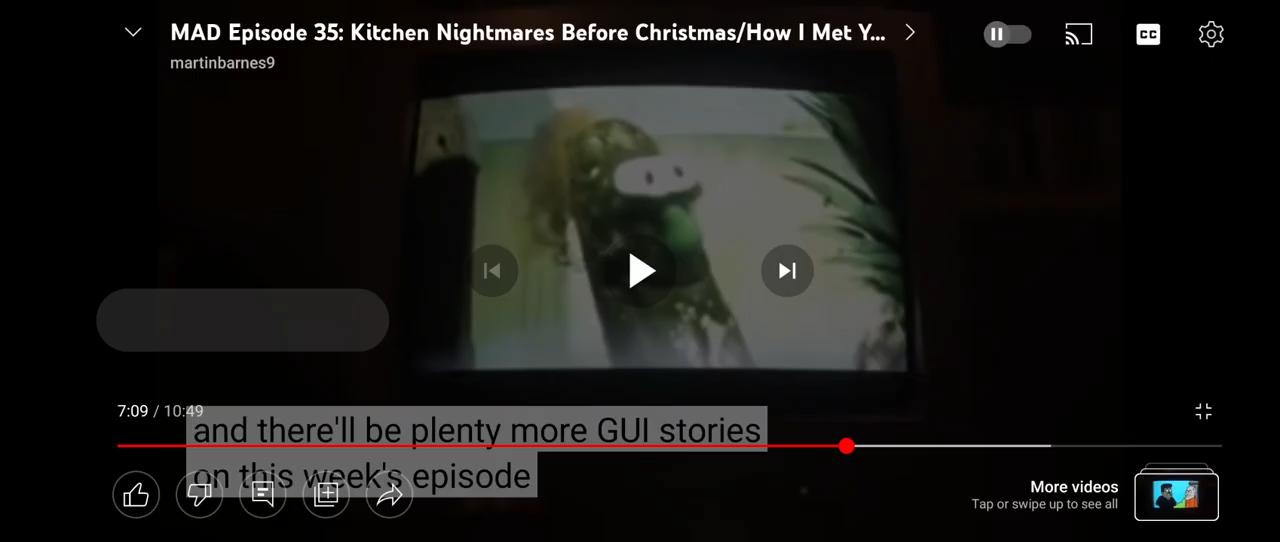 MAD Episode 35: Kitchen Nightmares Before Christmas/How I Met Y...
CC
martinbarnes9
7:09 / 10:49
and there'll be plenty more GUI stories
on this week's episode
More videos
Tap or swipe up to see all